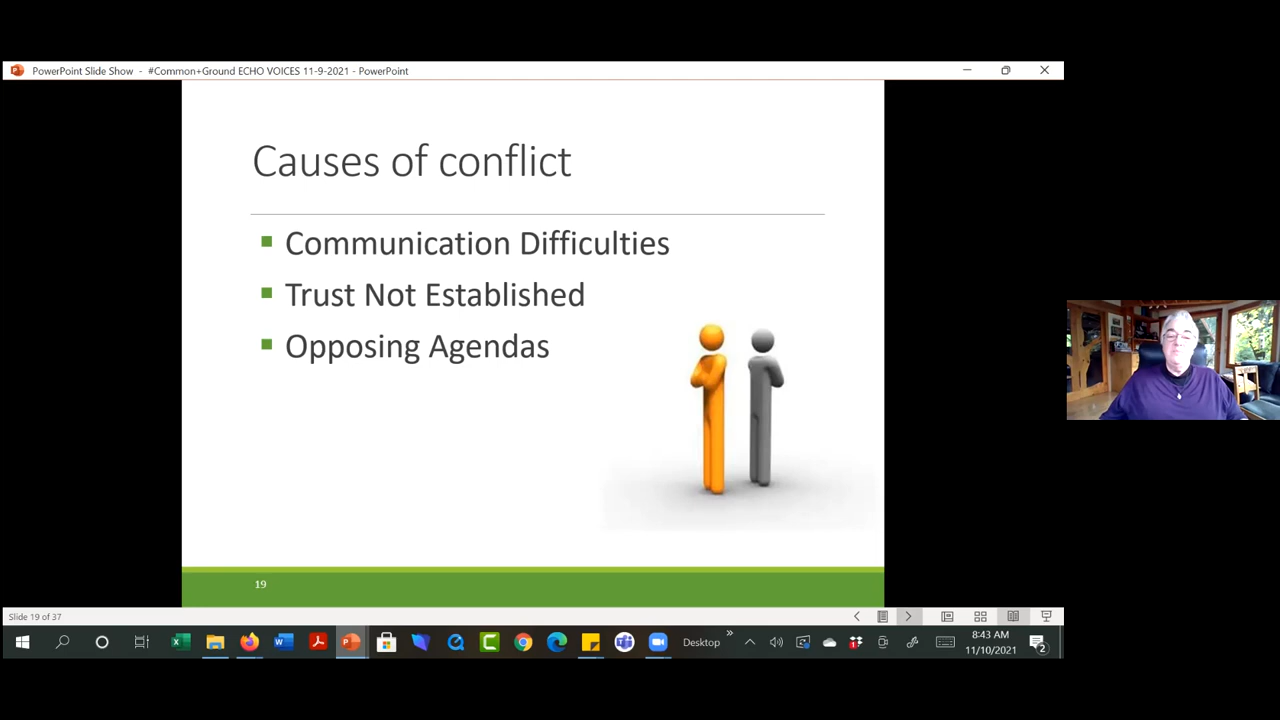 PowerPoint Slide Show - #Common+Ground ECHO VOICES 11-9-2021 - PowerPoint
Causes of conflict
Communication Difficulties
Trust Not Established
Opposing Agendas
19
Slide 19 of 37
Desktop
8:43 AM
11/10/2021
2